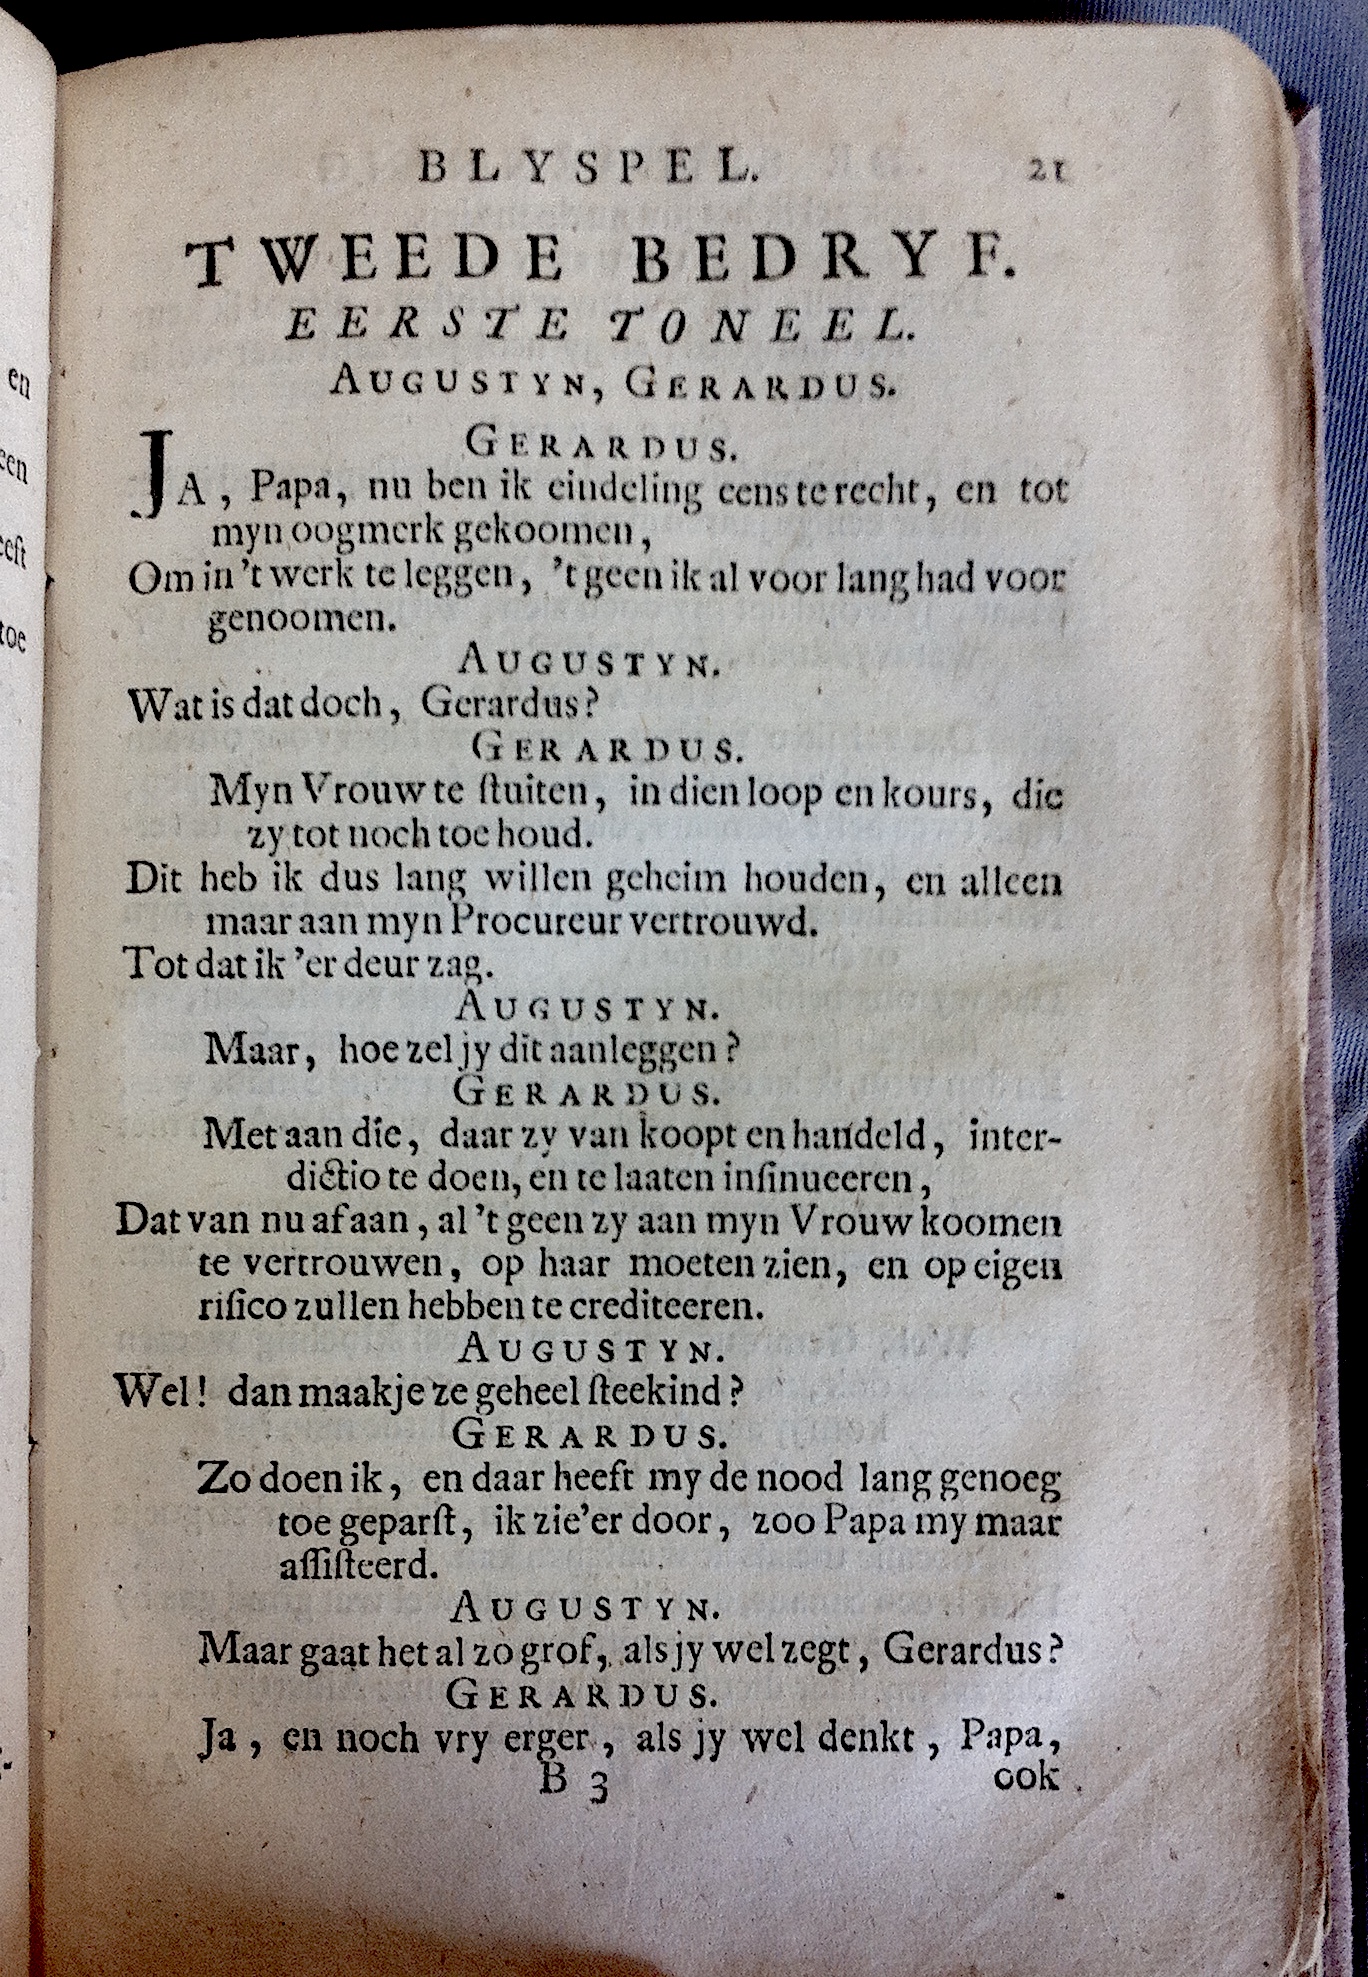 BLYSPEL. 21
TWEEDE BEDRYF.
EERSTE TONEEL.
AUGUSTYN, GERARDUS.
GERARDUS.
JA, Papa, nu ben ik eindeling eens te recht, en tot
myn oogmerk gekoomen,
Om in 't werk te leggen, 't geen ik al voor lang had voor
genoomen.
AUGUSTYN.
Wat is dat doch, Gerardus?
GERARDUS.
Myn Vrouw te ſtuiten, in dien loop en kours, die
zy tot noch toe houd.
Dit heb ik dus lang willen geheim houden, en alleen
maar aan myn Procureur vertrouwd.
Tot dat ik 'er deur zag.
AUGUSTYN.
Maar, hoe zel jy dit aanleggen?
GERARDUS.
Met aan die, daar zy van koopt en handeld, inter-
dictio te doen, en te laaten inſinueeren,
Dat van nu af aan, al 't geen zy aan myn Vrouw koomen
te vertrouwen, op haar moeten zien, en op eigen
riſico zullen hebben te crediteeren.
AUGUSTYN.
Wel! dan maakje ze geheel ſteekind?
GERARDUS.
Zo doen ik, en daar heeft my de nood lang genoeg
toe geparſt, ik zie'er door, zoo Papa my maar
aſſiſteerd.
AUGUSTYN.
Maar gaat het al zo grof, als jy wel zegt, Gerardus?
GERARDUS.
Ja, en noch vry erger, als jy wel denkt, Papa,
B 3 ook
en
toe